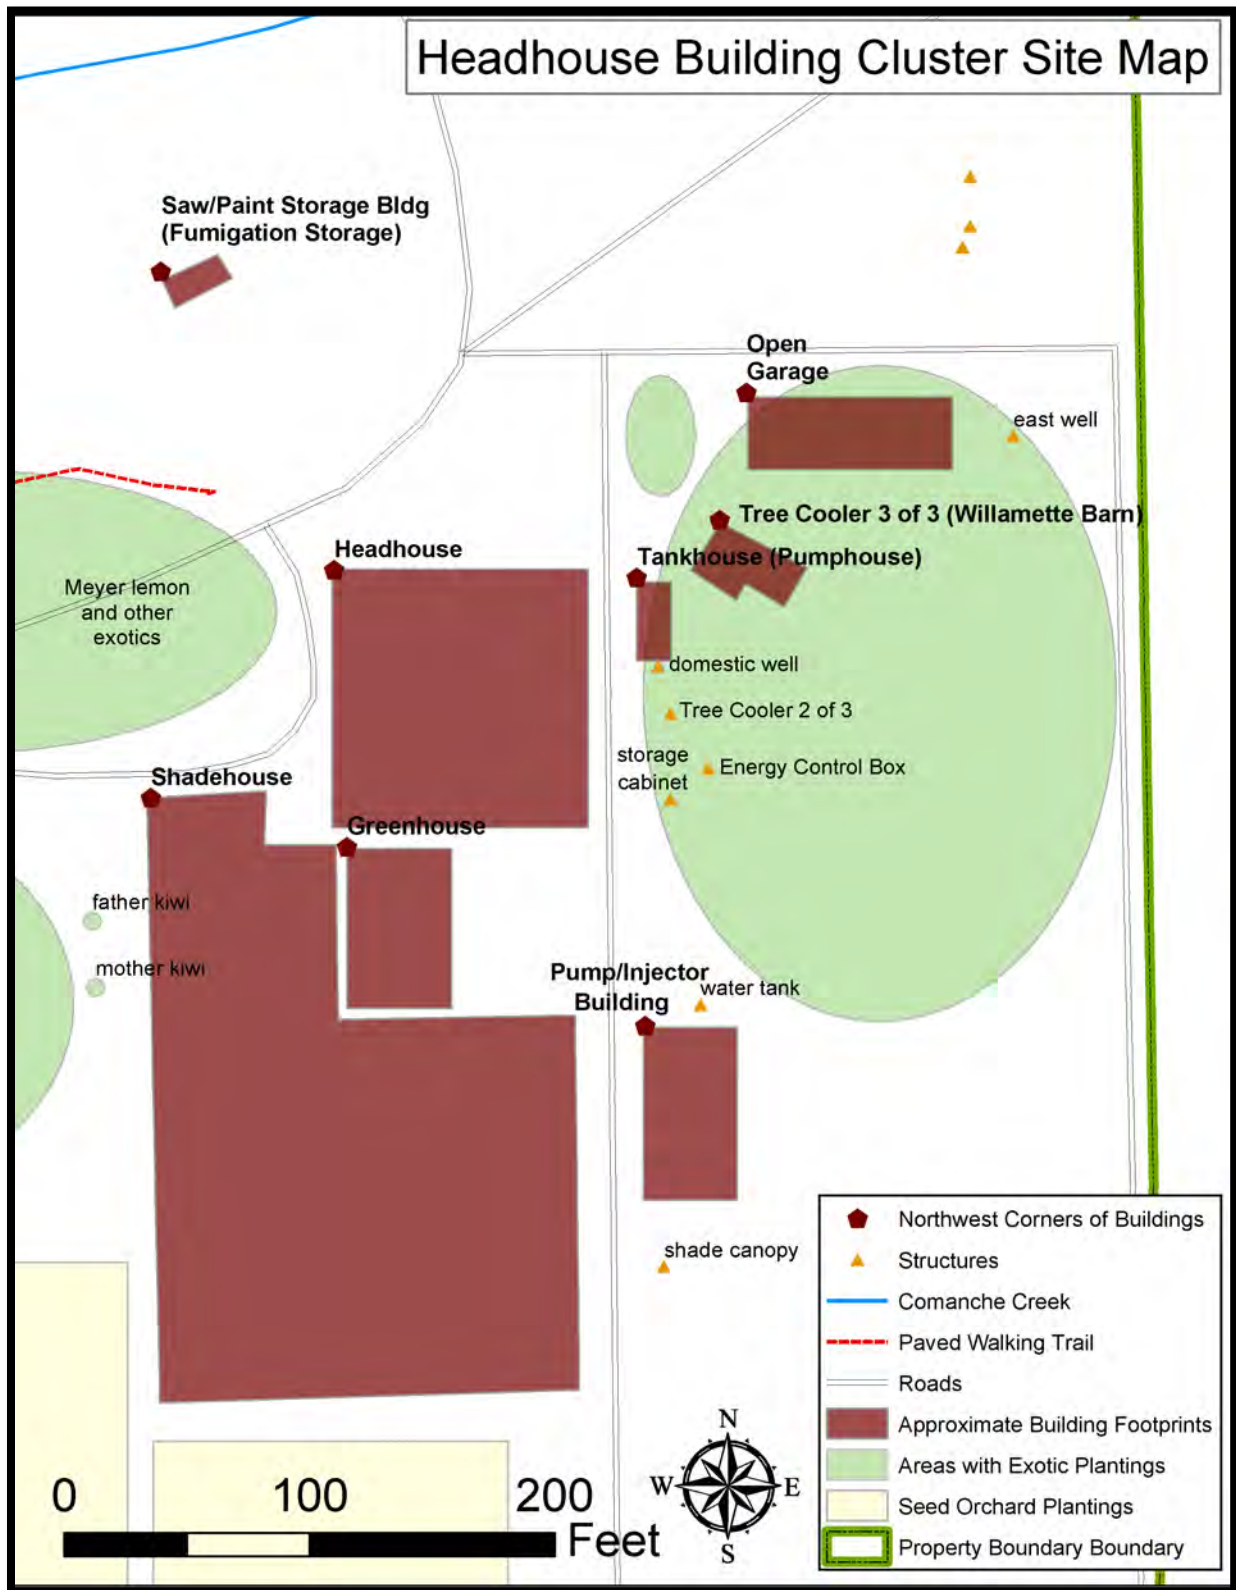 Headhouse Building Cluster Site Map
Saw/Paint Storage Bldg
(Fumigation Storage)
Open
Garage
east well
Tree Cooler 3 of 3 (Willamette Barn)
Headhouse
Tankhouse (Pumphouse)
Meyer lemon
and other
exotics
domestic well
Tree Cooler 2 of 3
storage
cabinet
Energy Control Box
Shadehouse
Greenhouse
father kiwi
mother kiwi
Pump/Injector
Building
water tank
shade canopy
Northwest Corners of Buildings
Structures
Comanche Creek
Paved Walking Trail
Roads
Approximate Building Footprints
Areas with Exotic Plantings
Seed Orchard Plantings
Property Boundary Boundary
N
W E
S
0 100 200
Feet